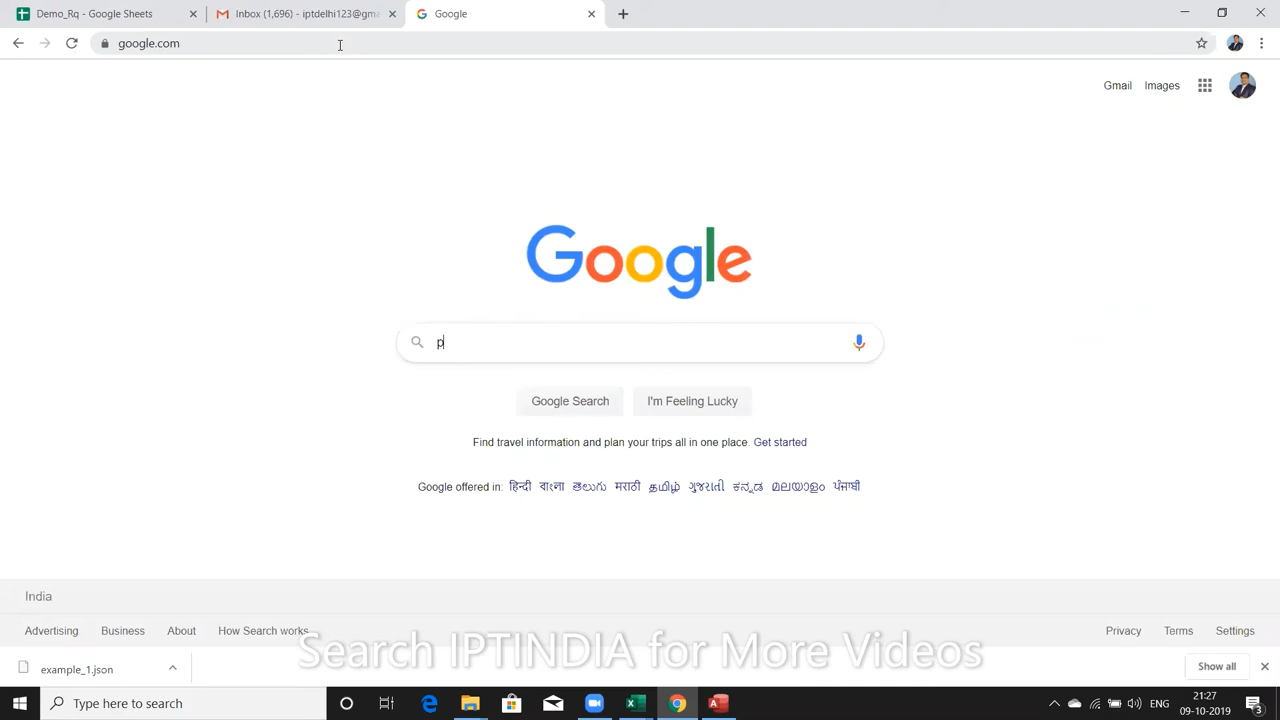 Demo_Rq - Google Sheets
Inbox (1,696) - iptdelhi123@gma
Google
google.com
Gmail Images
Google
p
Google Search I'm Feeling Lucky
Find travel information and plan your trips all in one place. Get started
Google offered in: हिन्दी বাংলা తెలుగు मराठी தமிழ் ગુજરાતી ಕನ್ನಡ മലയാളം ਪੰਜਾਬੀ
India
Advertising Business About How Search works
Privacy Terms Settings
Search IPTINDIA for More Videos
example_1.json
Show all
Type here to search
ENG
21:27
09-10-2019
3